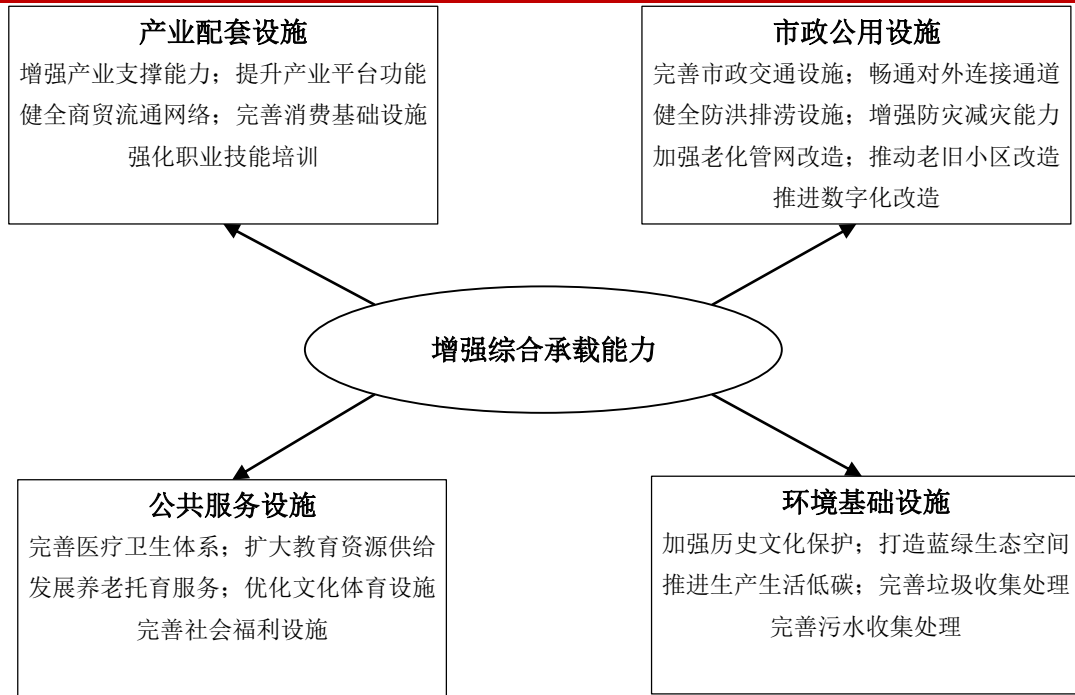 产业配套设施
增强产业支撑能力；提升产业平台功能
健全商贸流通网络；完善消费基础设施
强化职业技能培训
市政公用设施
完善市政交通设施；畅通对外连接通道
健全防洪排涝设施；增强防灾减灾能力
加强老化管网改造；推动老旧小区改造
推进数字化改造
增强综合承载能力
公共服务设施
完善医疗卫生体系；扩大教育资源供给
发展养老托育服务；优化文化体育设施
完善社会福利设施
环境基础设施
加强历史文化保护；打造蓝绿生态空间
推进生产生活低碳；完善垃圾收集处理
完善污水收集处理